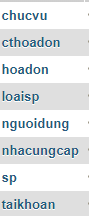 chucvu
cthoadon
hoadon
loaisp
nguoidung
nhacungcap
sp
taikhoan